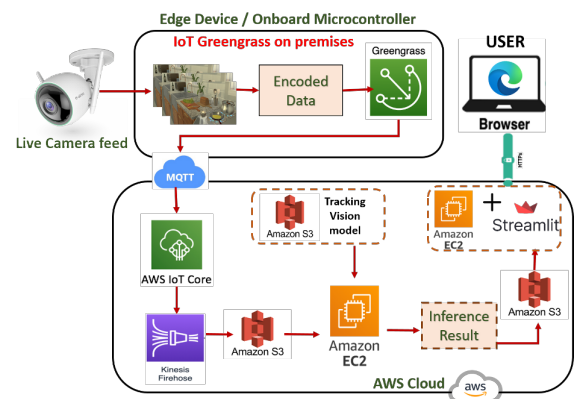 Edge Device / Onboard Microcontroller
IoT Greengrass on premises
Greengrass
Encoded
Data
Live Camera feed
USER
Browser
HTTPs
MQTT
Amazon S3
Tracking
Vision
model
Amazon
EC2
+
Streamlit
AWS IoT Core
Kinesis
Firehose
Amazon S3
Amazon
EC2
Inference
Result
Amazon S3
AWS Cloud
aws